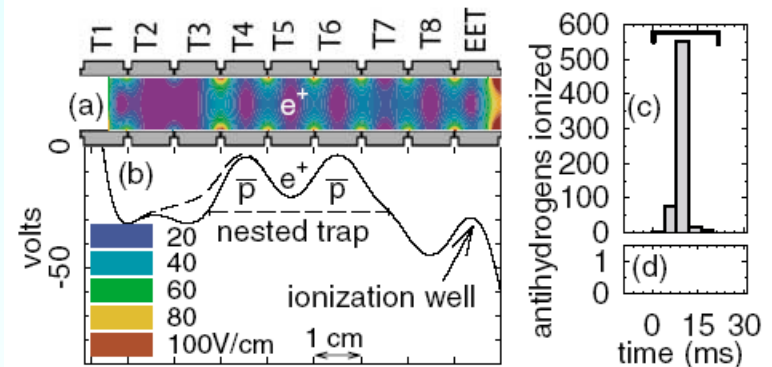 T1 T2 T3 T4 T5 T6 T7 T8 EET
(a) e⁺
0
(b) p̅ e⁺ p̅
nested trap
volts
-50
20
40
60
80
100V/cm
ionization well
1 cm
antihydrogens ionized
600
500
400
300
200
100
0
(c)
1
0
(d)
0 15 30
time (ms)